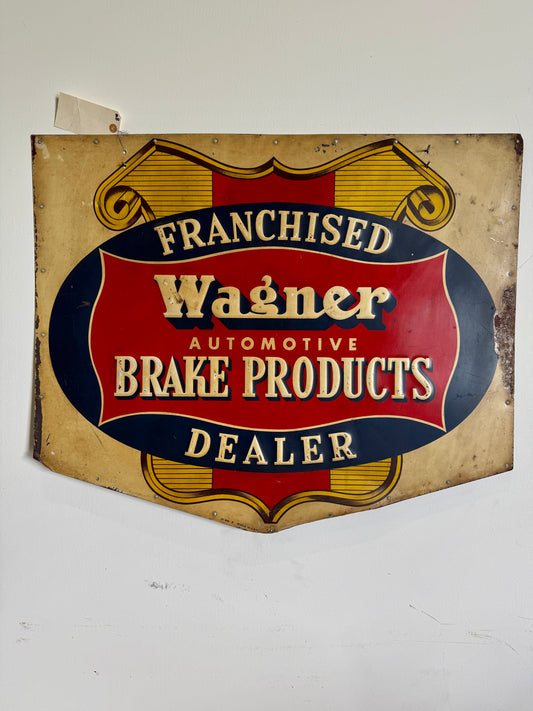 FRANCHISED
Wagner
AUTOMOTIVE
BRAKE PRODUCTS
DEALER